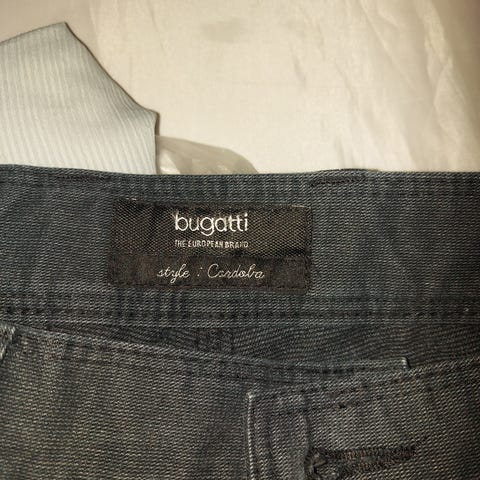 bugatti
THE EUROPEAN BRAND
style : Cordoba